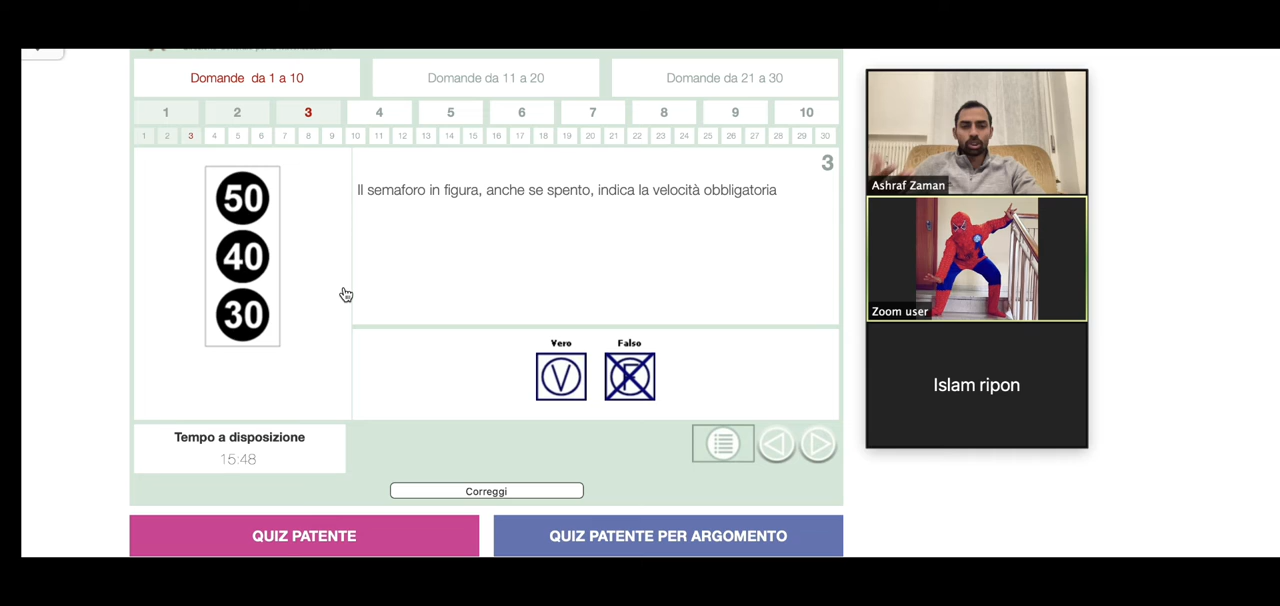 Domande da 1 a 10
Domande da 11 a 20
Domande da 21 a 30
1 2 3 4 5 6 7 8 9 10
1 2 3 4 5 6 7 8 9 10 11 12 13 14 15 16 17 18 19 20 21 22 23 24 25 26 27 28 29 30
50
40
30
3
Il semaforo in figura, anche se spento, indica la velocità obbligatoria
Vero Falso
V F
Tempo a disposizione
15:48
Correggi
QUIZ PATENTE
QUIZ PATENTE PER ARGOMENTO
Ashraf Zaman
Zoom user
Islam ripon